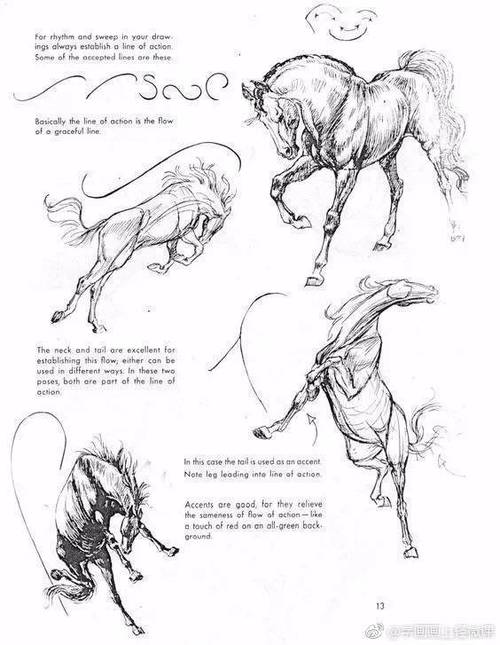 For rhythm and sweep in your draw-
ings always establish a line of action.
Some of the accepted lines are these.
Basically the line of action is the flow
of a graceful line.
The neck and tail are excellent for
establishing this flow; either can be
used in different ways. In these two
poses, both are part of the line of
action.
In this case the tail is used as an accent.
Note leg leading into line of action.
Accents are good, for they relieve
the sameness of flow of action—like
a touch of red on an all-green back-
ground.
13